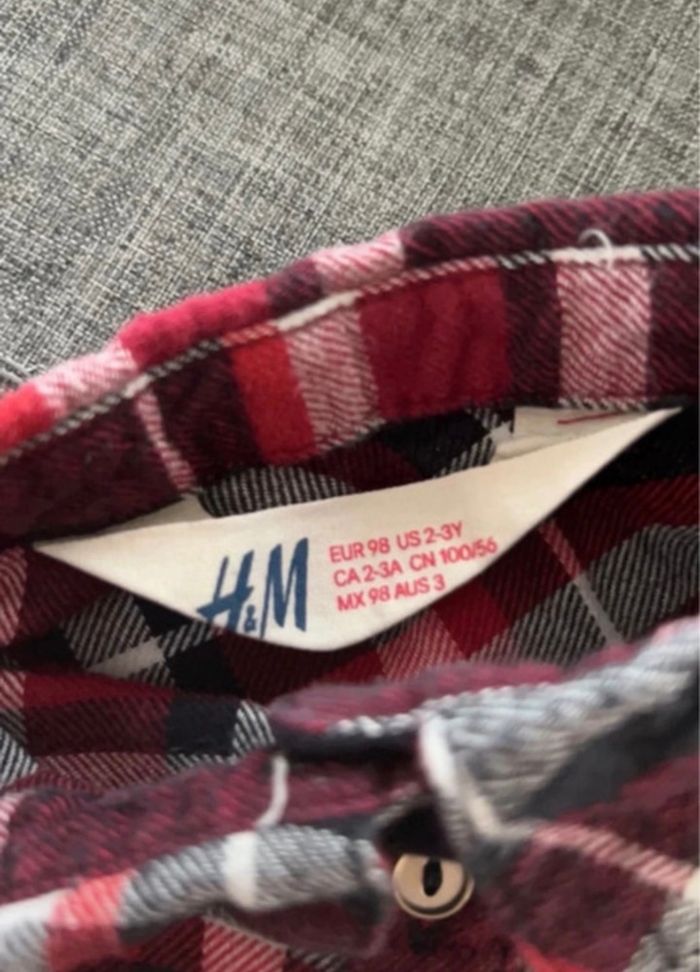 H&M
EUR 98 US 2-3Y
CA 2-3A CN 100/56
MX 98 AUS 3